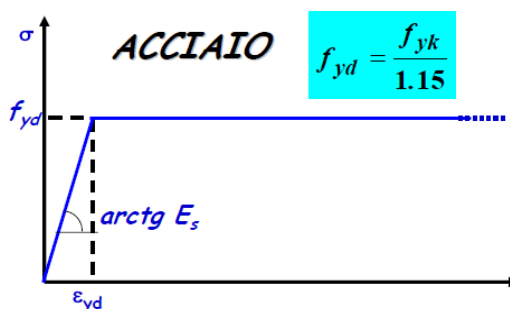 σ
ACCIAIO
f_yd = f_yk / 1.15
f_yd
arctg E_s
ε_yd